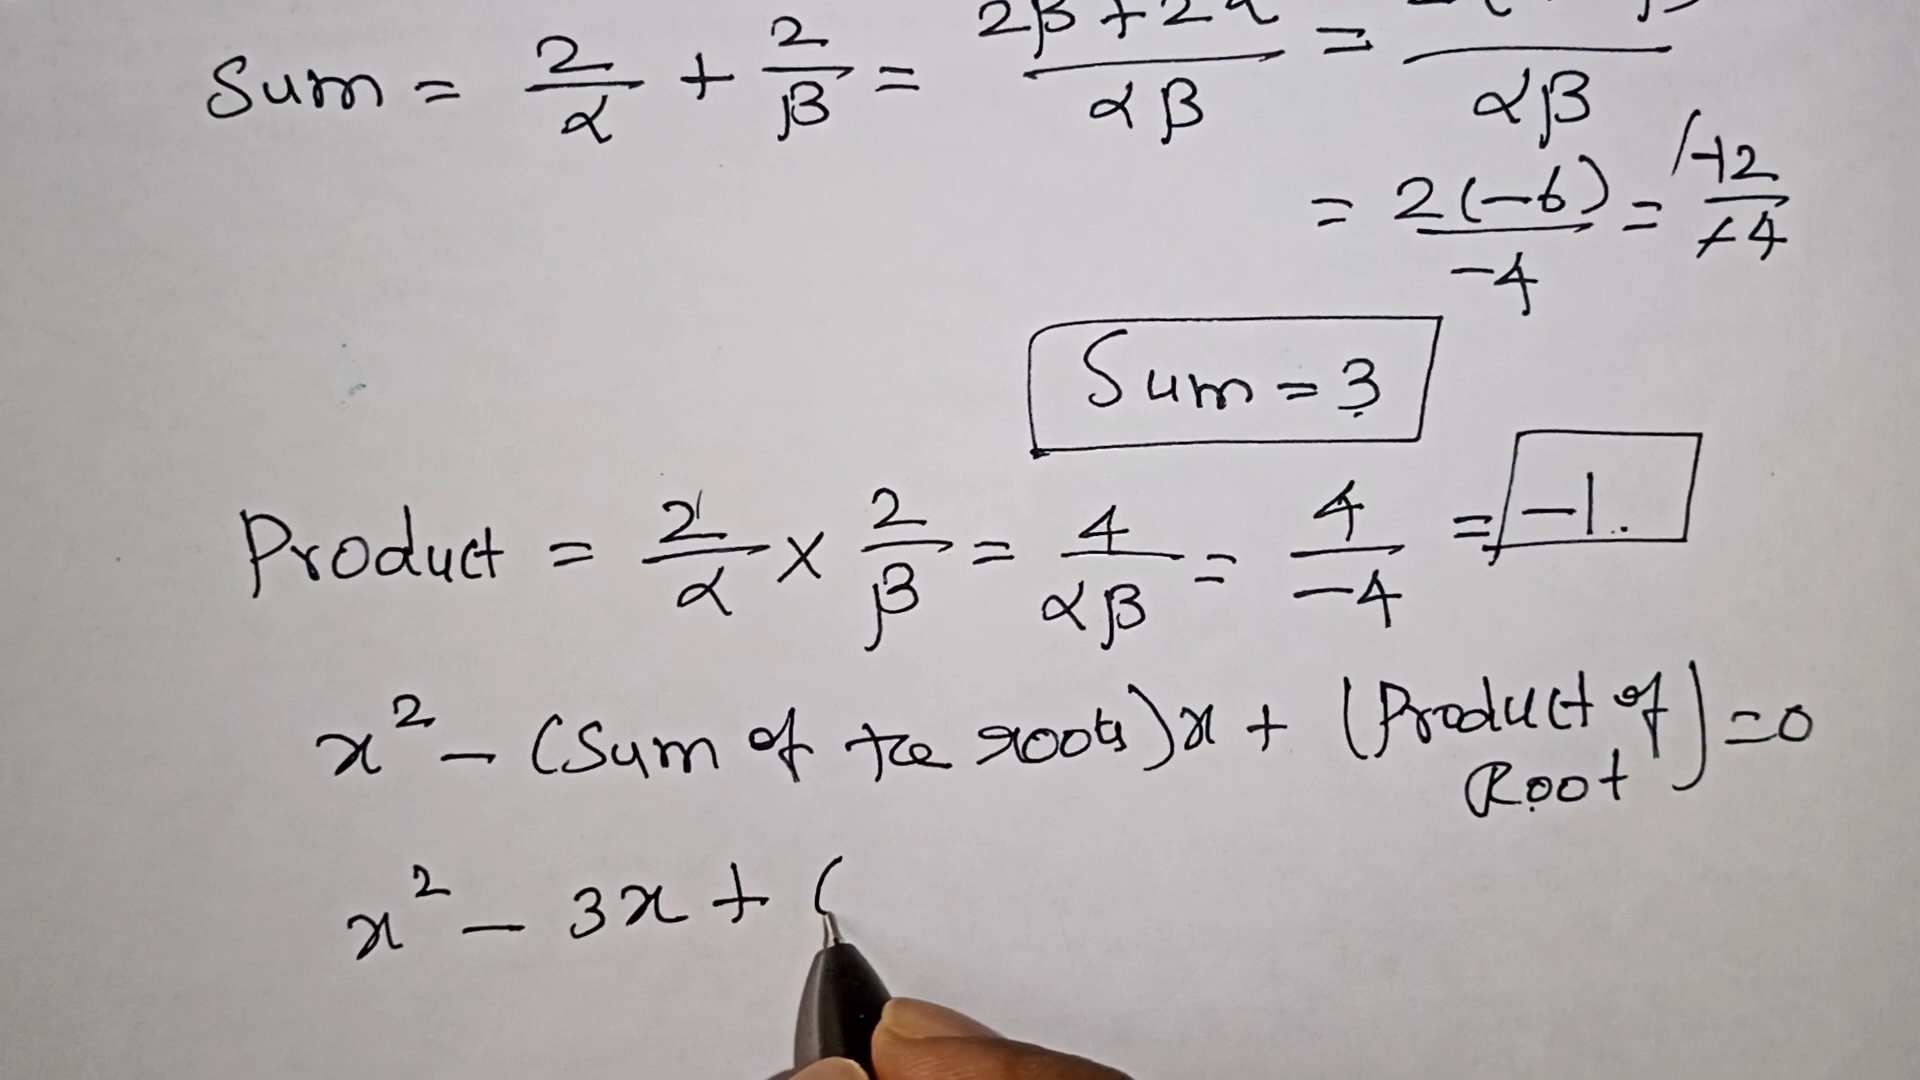 Sum = 2/α + 2/β = 2β+2α/αβ = /αβ
= 2(-6)/-4 = -12/-4
Sum = 3
Product = 2/α × 2/β = 4/αβ = 4/-4 = -1.
x² - (Sum of the roots)x + (Product of Root) = 0
x² - 3x + (